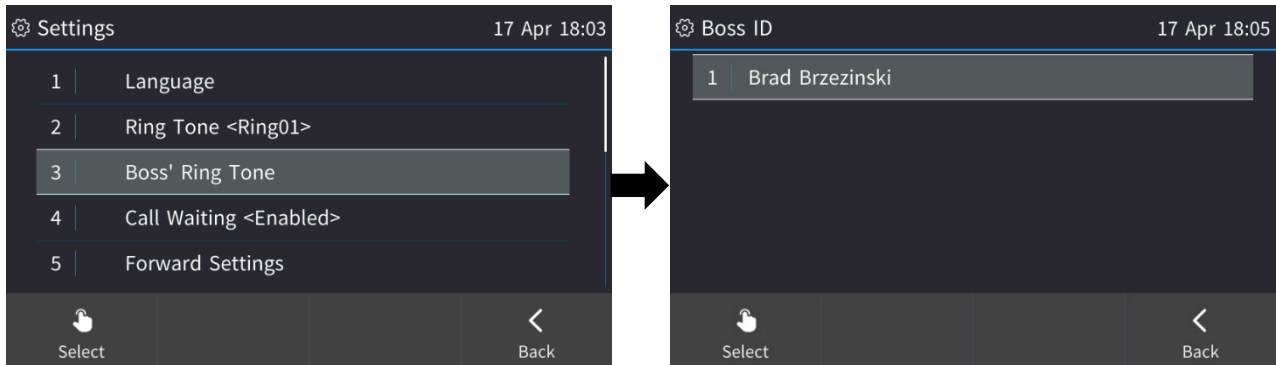 Settings 17 Apr 18:03
1 Language
2 Ring Tone <Ring01>
3 Boss' Ring Tone
4 Call Waiting <Enabled>
5 Forward Settings
Select Back
Boss ID 17 Apr 18:05
1 Brad Brzezinski
Select Back